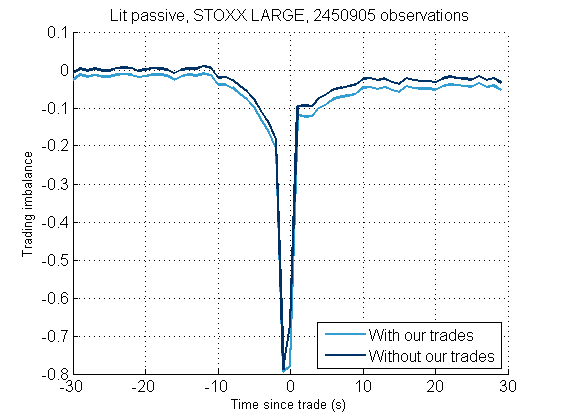 Lit passive, STOXX LARGE, 2450905 observations
0.1
0
-0.1
-0.2
-0.3
-0.4
-0.5
-0.6
-0.7
-0.8
Trading imbalance
-30 -20 -10 0 10 20 30
Time since trade (s)
With our trades
Without our trades